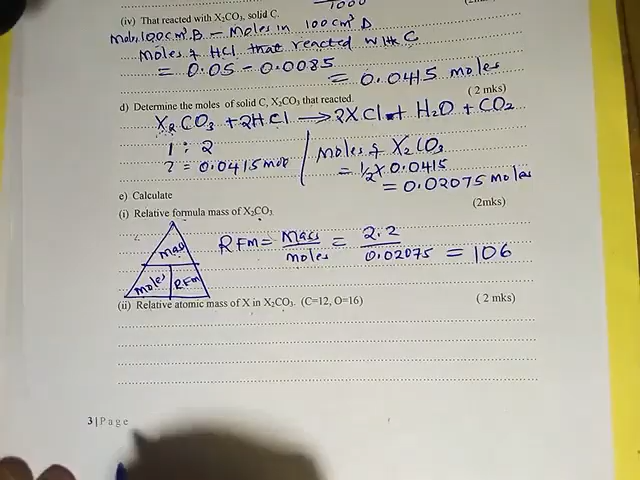 1000
(iv) That reacted with X₂CO₃, solid C.
Mols, 100cm³ B - Moles in 100cm³ D
Moles of HCl that reacted with C
= 0.05 - 0.0085
= 0.0415 moles
d) Determine the moles of solid C, X₂CO₃ that reacted. ( 2 mks)
X₂CO₃ + 2HCl → 2XCl + H₂O + CO₂
1 : 2
? = 0.0415 mol
Moles of X₂CO₃
= ½ X 0.0415
= 0.02075 moles
e) Calculate
(i) Relative formula mass of X₂CO₃ (2mks)
mass
moles RFM
RFM = mass/moles = 2.2/0.02075 = 106
(ii) Relative atomic mass of X in X₂CO₃. (C=12, O=16) ( 2 mks)
3 | P a g e